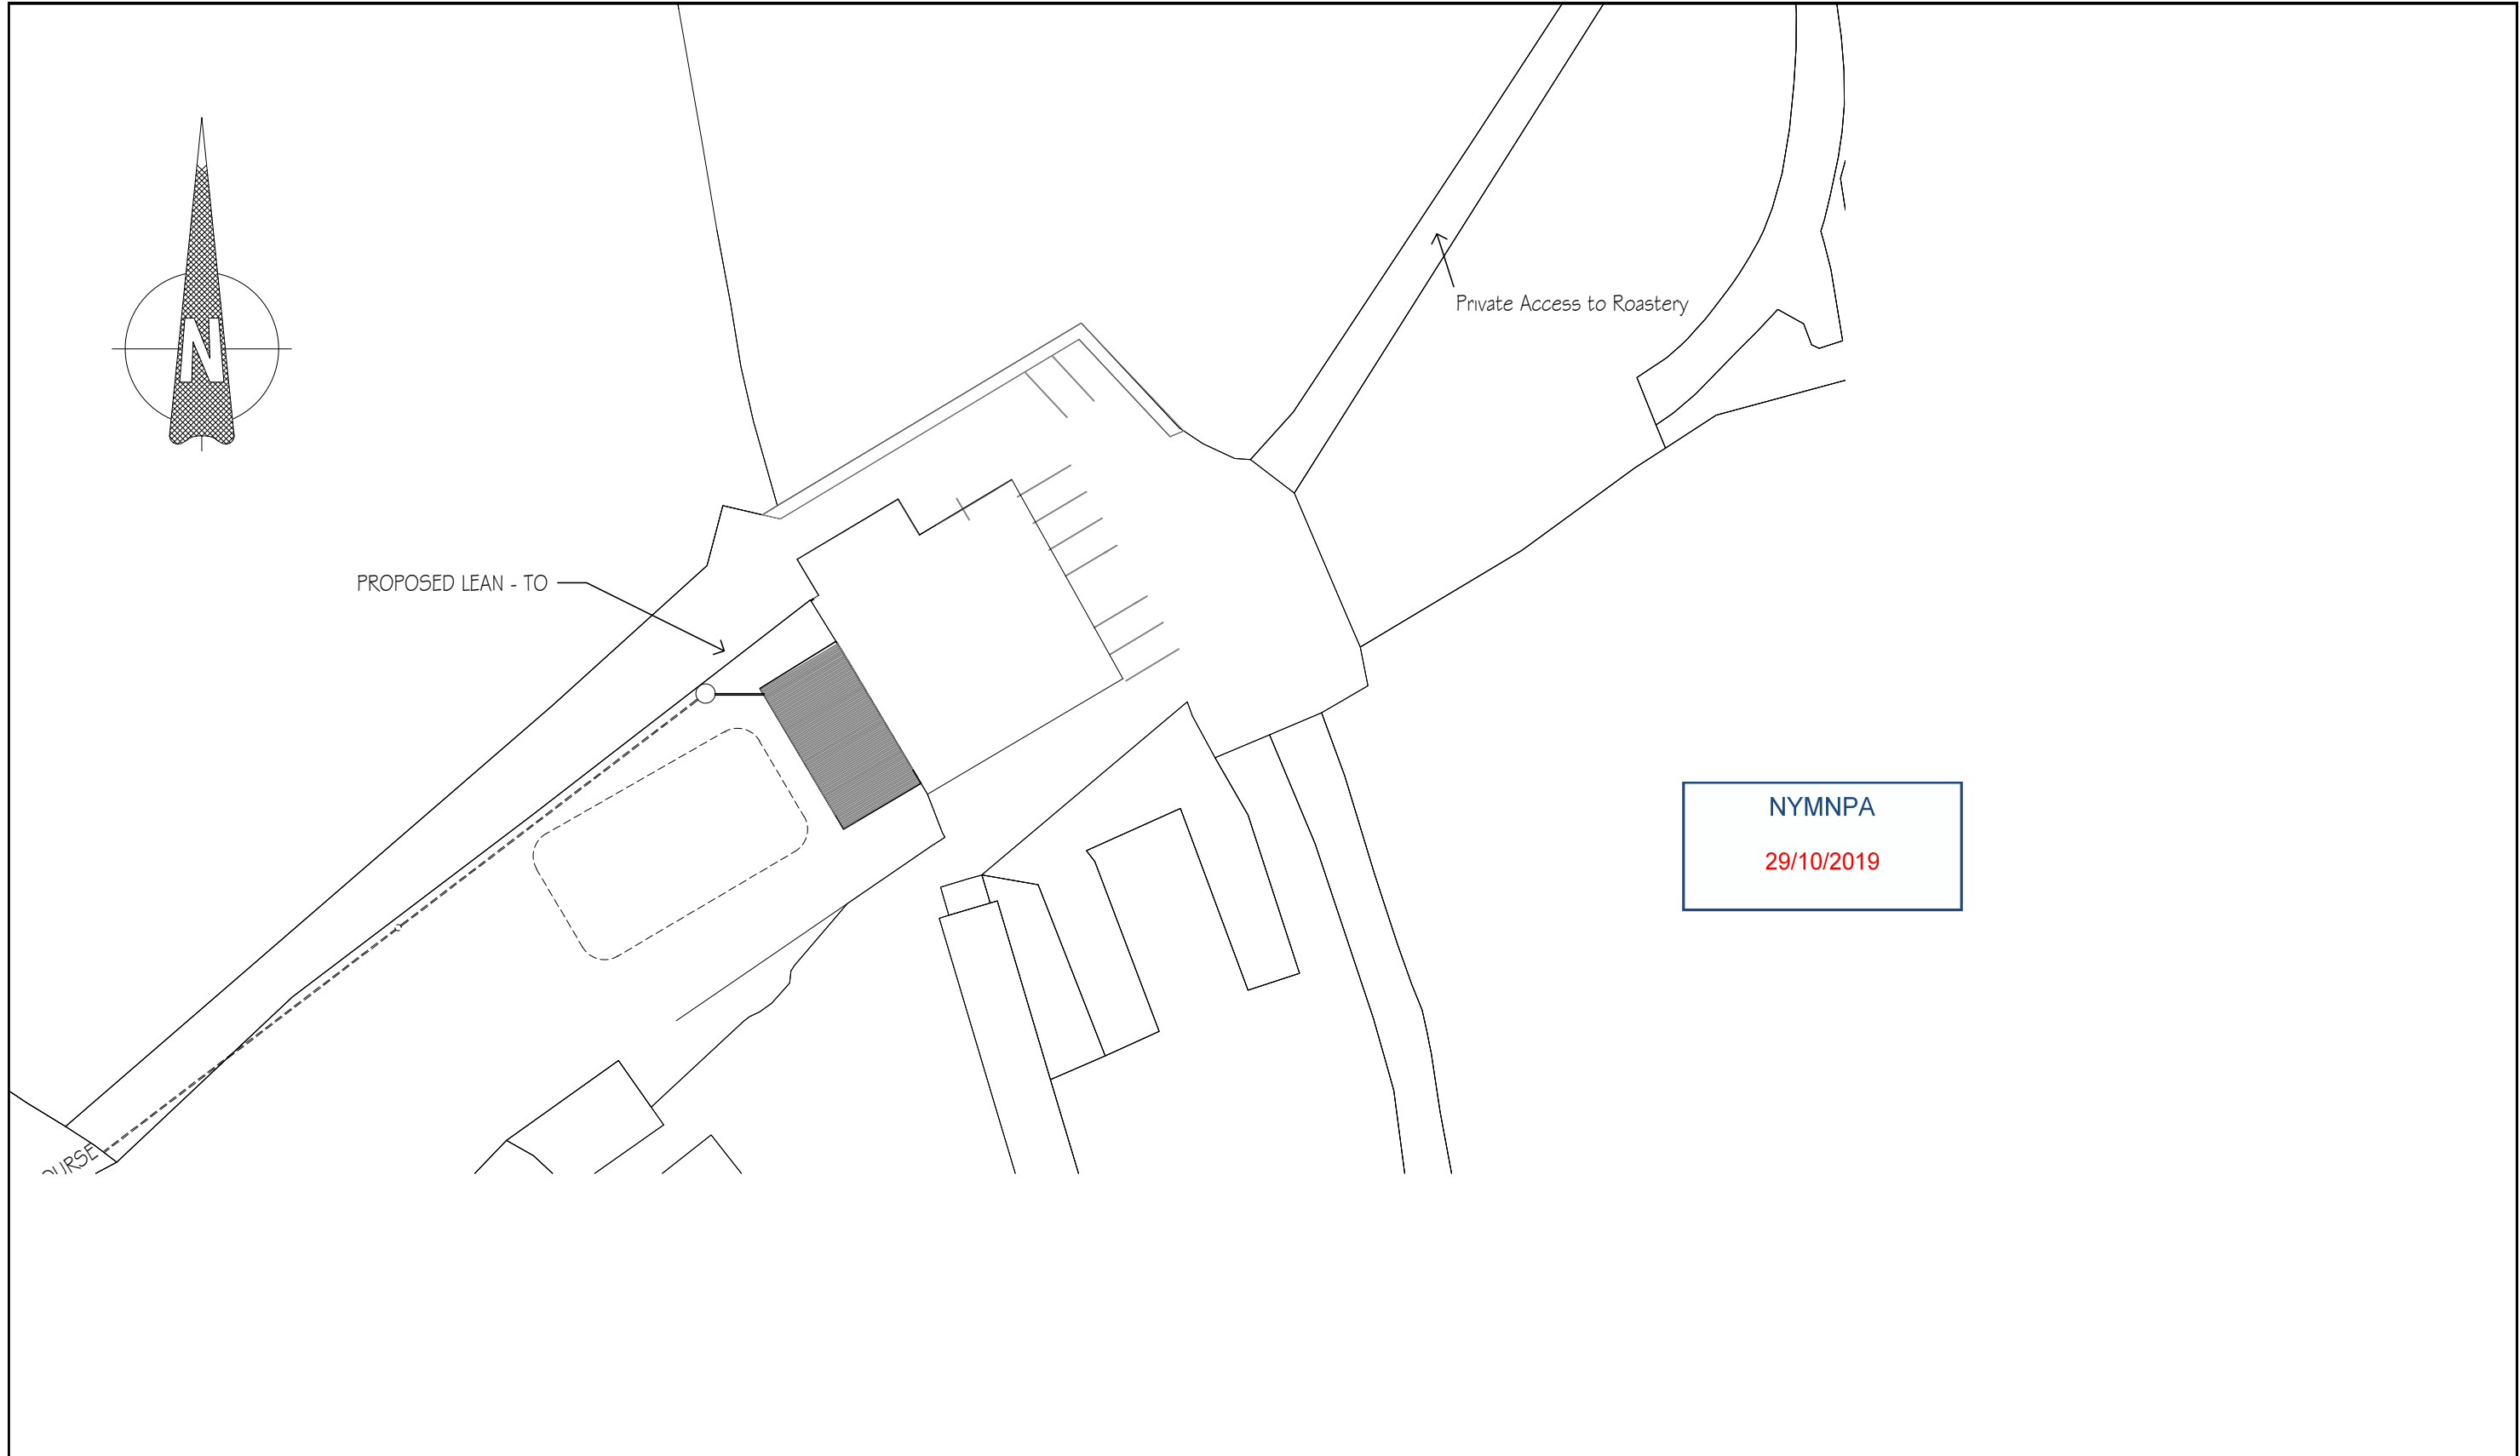 N
Private Access to Roastery
PROPOSED LEAN - TO
NYMNPA
29/10/2019